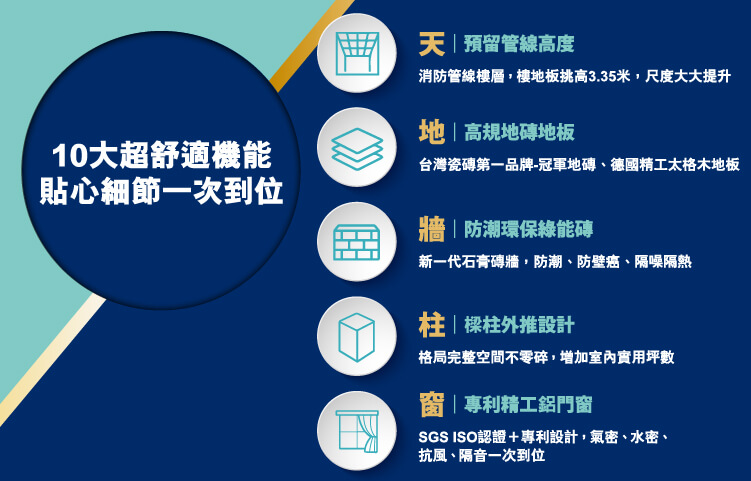 10大超舒適機能
貼心細節一次到位
天｜預留管線高度
消防管線樓層，樓地板挑高3.35米，尺度大大提升
地｜高規地磚地板
台灣瓷磚第一品牌-冠軍地磚、德國精工太格木地板
牆｜防潮環保綠能磚
新一代石膏磚牆，防潮、防壁癌、隔噪隔熱
柱｜樑柱外推設計
格局完整空間不零碎，增加室內實用坪數
窗｜專利精工鋁門窗
SGS ISO認證＋專利設計，氣密、水密、
抗風、隔音一次到位